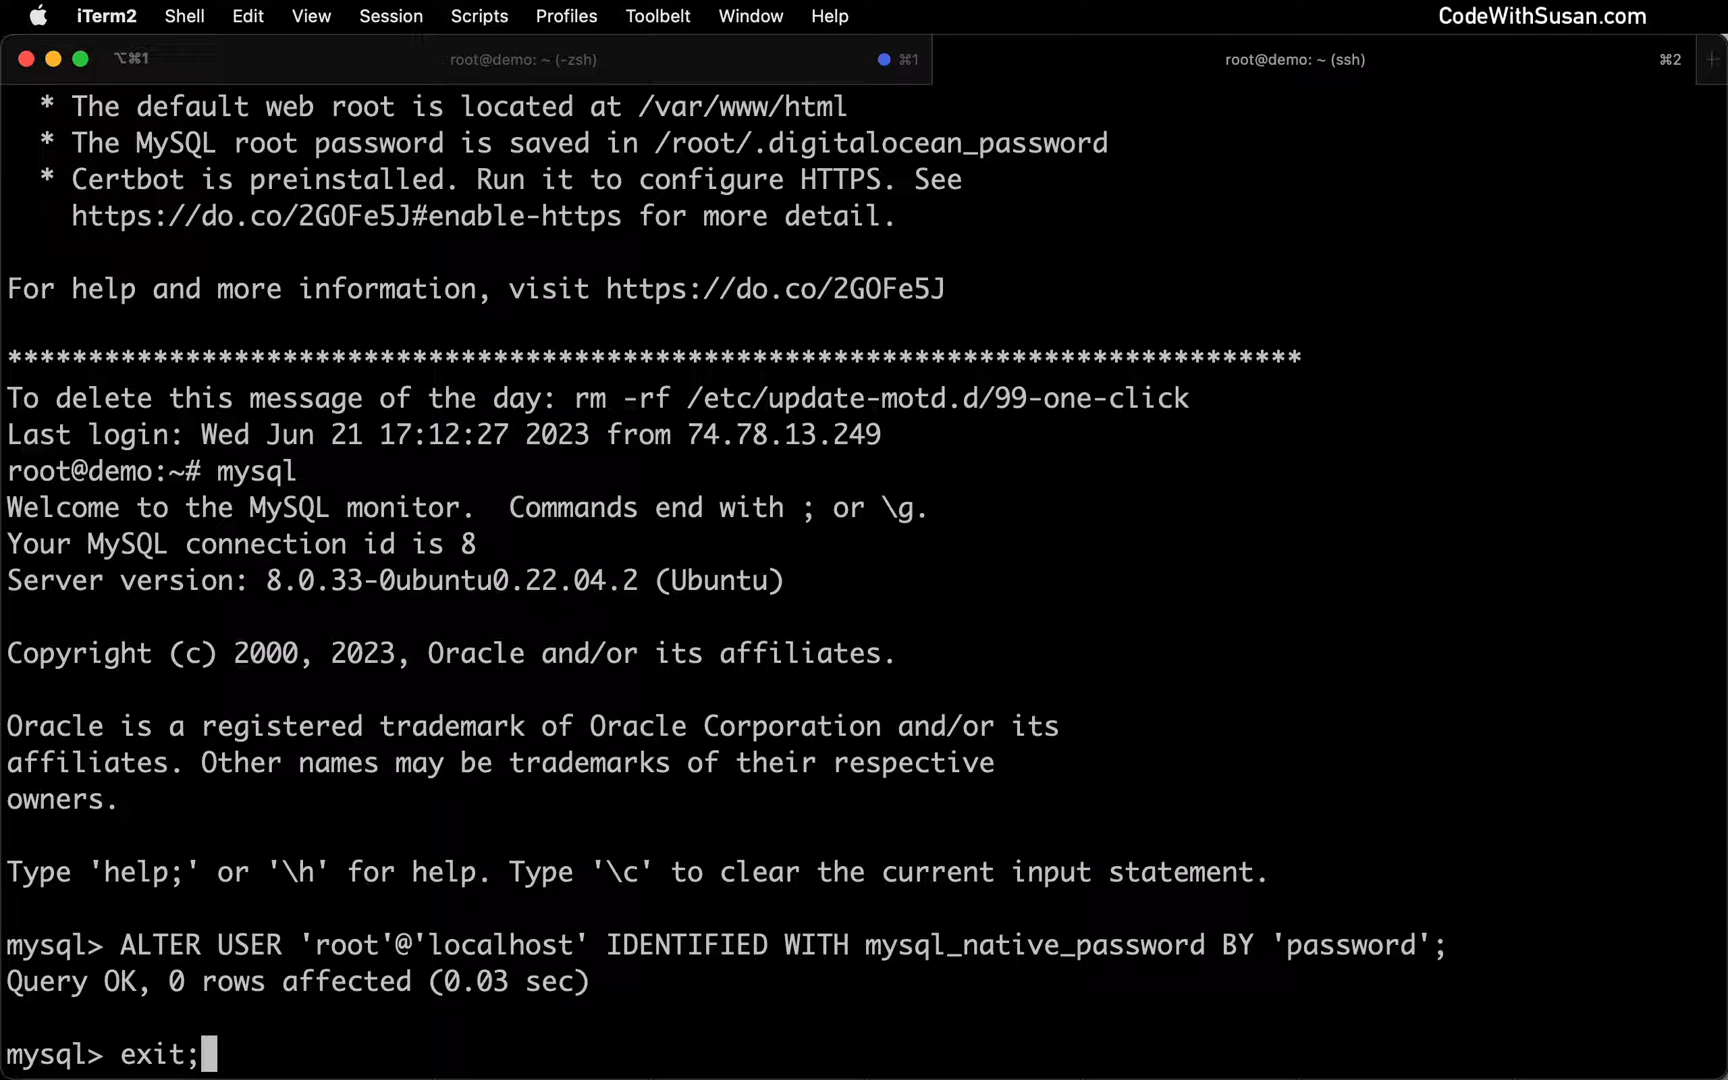 iTerm2 Shell Edit View Session Scripts Profiles Toolbelt Window Help CodeWithSusan.com
⌥⌘1 root@demo: ~ (-zsh) ⌘1 root@demo: ~ (ssh) ⌘2 +
* The default web root is located at /var/www/html
* The MySQL root password is saved in /root/.digitalocean_password
* Certbot is preinstalled. Run it to configure HTTPS. See
https://do.co/2GOFe5J#enable-https for more detail.
For help and more information, visit https://do.co/2GOFe5J
********************************************************************************
To delete this message of the day: rm -rf /etc/update-motd.d/99-one-click
Last login: Wed Jun 21 17:12:27 2023 from 74.78.13.249
root@demo:~# mysql
Welcome to the MySQL monitor.  Commands end with ; or \g.
Your MySQL connection id is 8
Server version: 8.0.33-0ubuntu0.22.04.2 (Ubuntu)
Copyright (c) 2000, 2023, Oracle and/or its affiliates.
Oracle is a registered trademark of Oracle Corporation and/or its
affiliates. Other names may be trademarks of their respective
owners.
Type 'help;' or '\h' for help. Type '\c' to clear the current input statement.
mysql> ALTER USER 'root'@'localhost' IDENTIFIED WITH mysql_native_password BY 'password';
Query OK, 0 rows affected (0.03 sec)
mysql> exit;